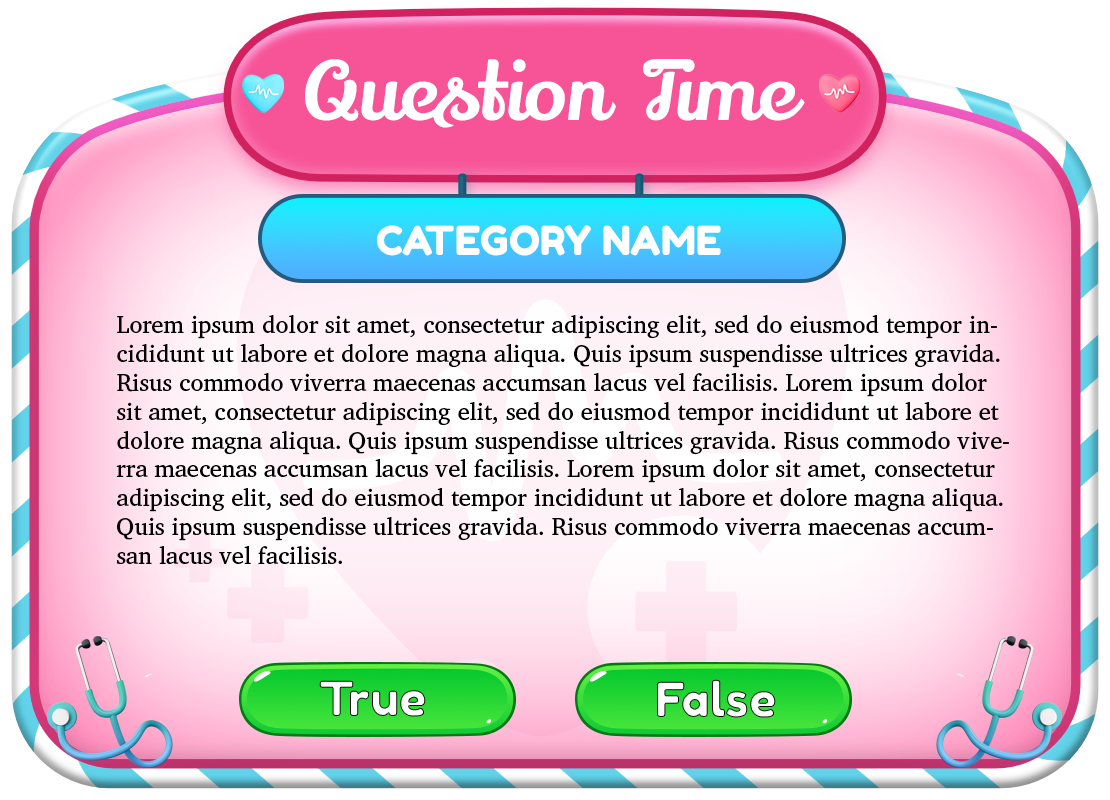 Question Time
CATEGORY NAME
Lorem ipsum dolor sit amet, consectetur adipiscing elit, sed do eiusmod tempor in-
cididunt ut labore et dolore magna aliqua. Quis ipsum suspendisse ultrices gravida.
Risus commodo viverra maecenas accumsan lacus vel facilisis. Lorem ipsum dolor
sit amet, consectetur adipiscing elit, sed do eiusmod tempor incididunt ut labore et
dolore magna aliqua. Quis ipsum suspendisse ultrices gravida. Risus commodo vive-
rra maecenas accumsan lacus vel facilisis. Lorem ipsum dolor sit amet, consectetur
adipiscing elit, sed do eiusmod tempor incididunt ut labore et dolore magna aliqua.
Quis ipsum suspendisse ultrices gravida. Risus commodo viverra maecenas accum-
san lacus vel facilisis.
True False